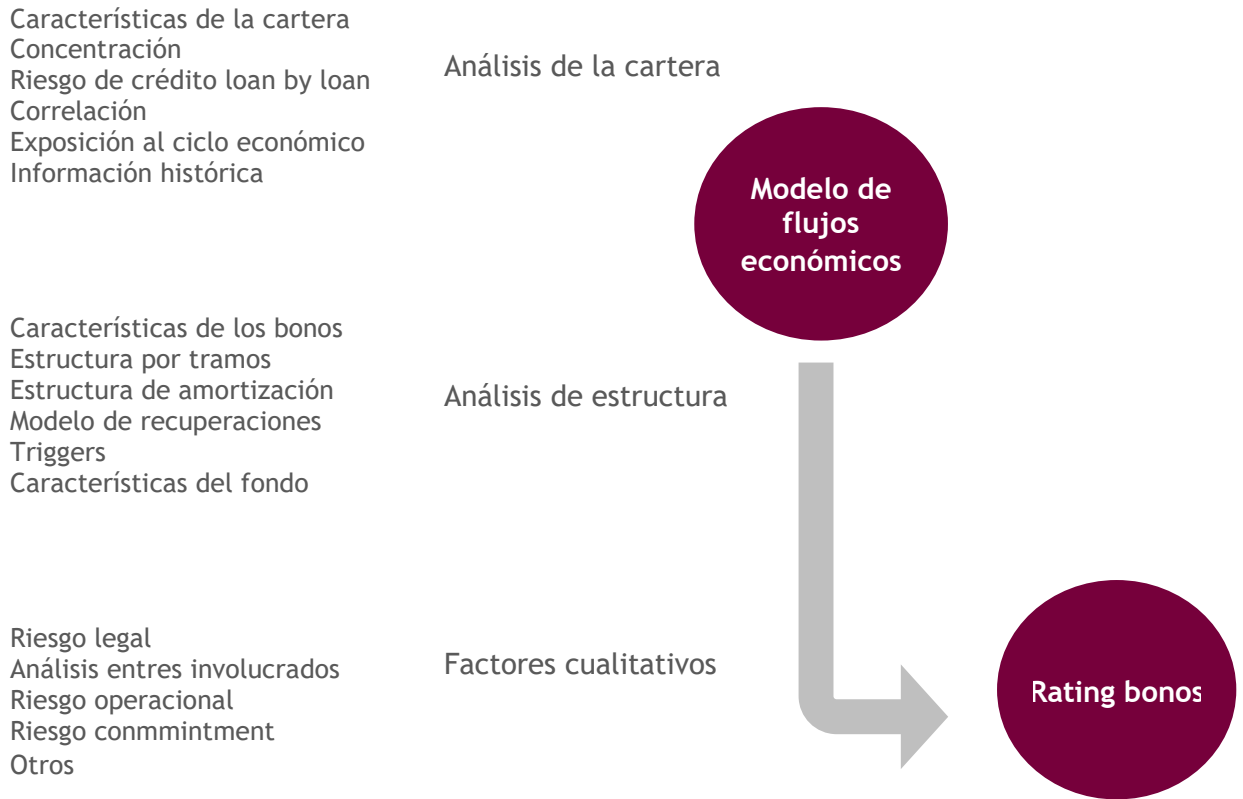 Características de la cartera
Concentración
Riesgo de crédito loan by loan
Correlación
Exposición al ciclo económico
Información histórica
Análisis de la cartera
Modelo de
flujos
económicos
Características de los bonos
Estructura por tramos
Estructura de amortización
Modelo de recuperaciones
Triggers
Características del fondo
Análisis de estructura
Riesgo legal
Análisis entres involucrados
Riesgo operacional
Riesgo conmmintment
Otros
Factores cualitativos
Rating bonos